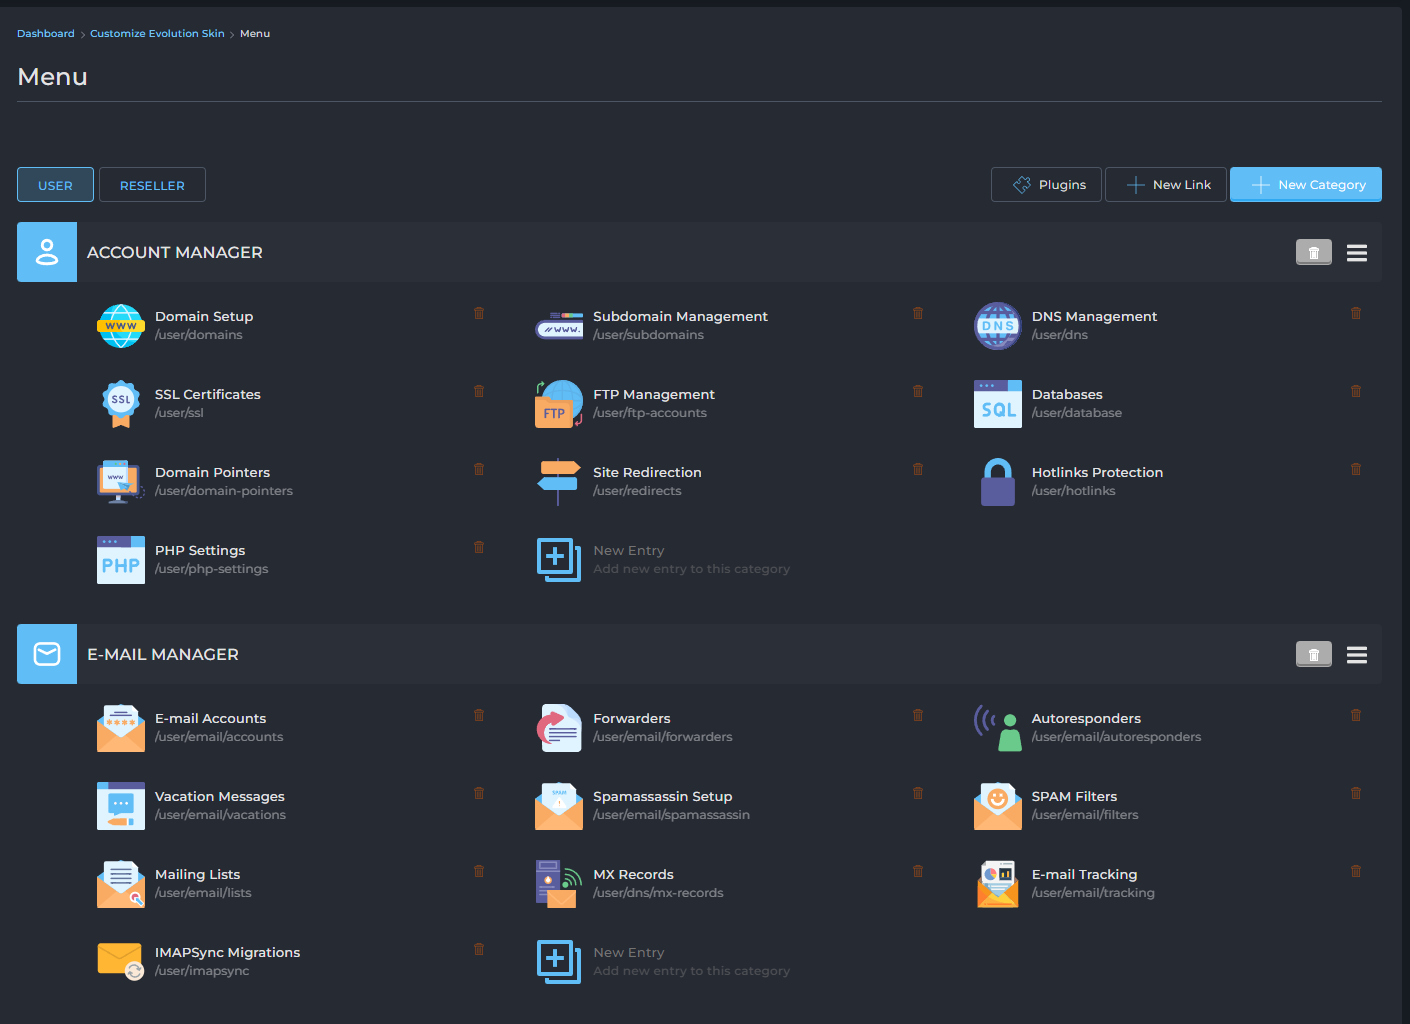 Dashboard > Customize Evolution Skin > Menu
Menu
USER RESELLER Plugins New Link New Category
ACCOUNT MANAGER
WWW Domain Setup
/user/domains
//WWW. Subdomain Management
/user/subdomains
DNS DNS Management
/user/dns
SSL SSL Certificates
/user/ssl
FTP FTP Management
/user/ftp-accounts
SQL Databases
/user/database
WWW Domain Pointers
/user/domain-pointers
Site Redirection
/user/redirects
Hotlinks Protection
/user/hotlinks
PHP PHP Settings
/user/php-settings
New Entry
Add new entry to this category
E-MAIL MANAGER
E-mail Accounts
/user/email/accounts
Forwarders
/user/email/forwarders
Autoresponders
/user/email/autoresponders
Vacation Messages
/user/email/vacations
SPAM Spamassassin Setup
/user/email/spamassassin
SPAM Filters
/user/email/filters
Mailing Lists
/user/email/lists
MX Records
/user/dns/mx-records
E-mail Tracking
/user/email/tracking
IMAPSync Migrations
/user/imapsync
New Entry
Add new entry to this category